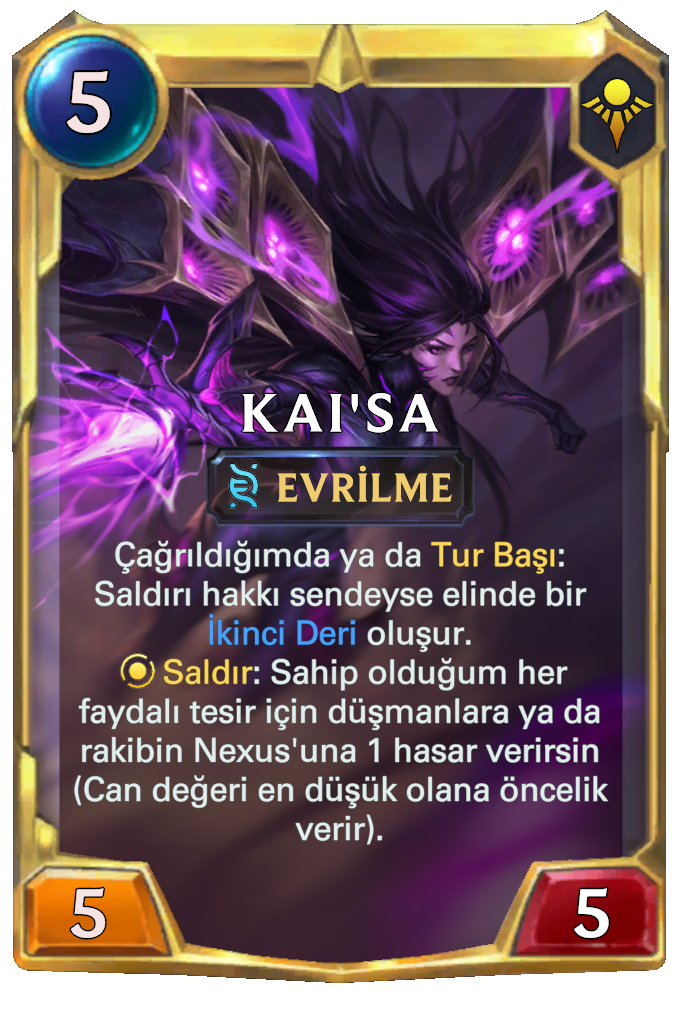 5
KAI'SA
EVRİLME
Çağrıldığımda ya da Tur Başı:
Saldırı hakkı sendeyse elinde bir
İkinci Deri oluşur.
Saldır: Sahip olduğum her
faydalı tesir için düşmanlara ya da
rakibin Nexus'una 1 hasar verirsin
(Can değeri en düşük olana öncelik
verir).
5
5